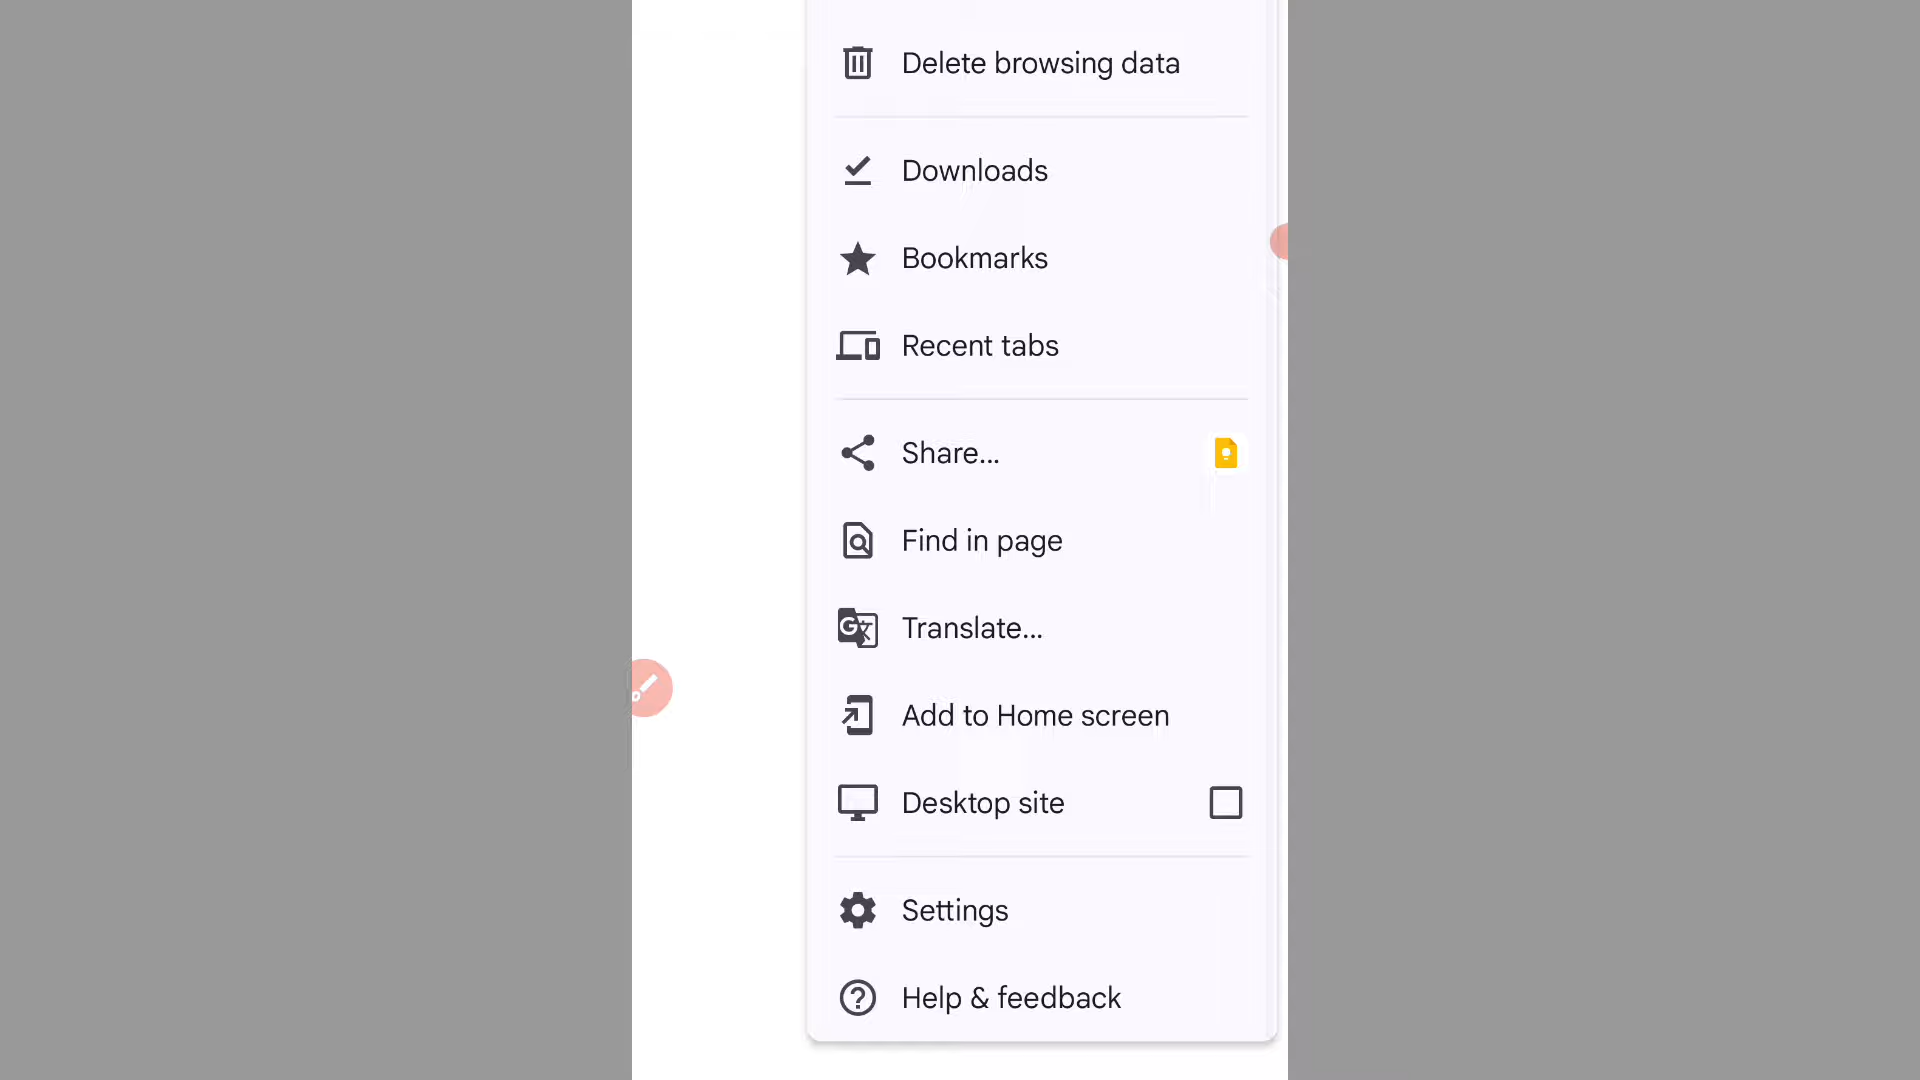 Delete browsing data
Downloads
Bookmarks
Recent tabs
Share...
Find in page
Translate...
Add to Home screen
Desktop site
Settings
Help & feedback